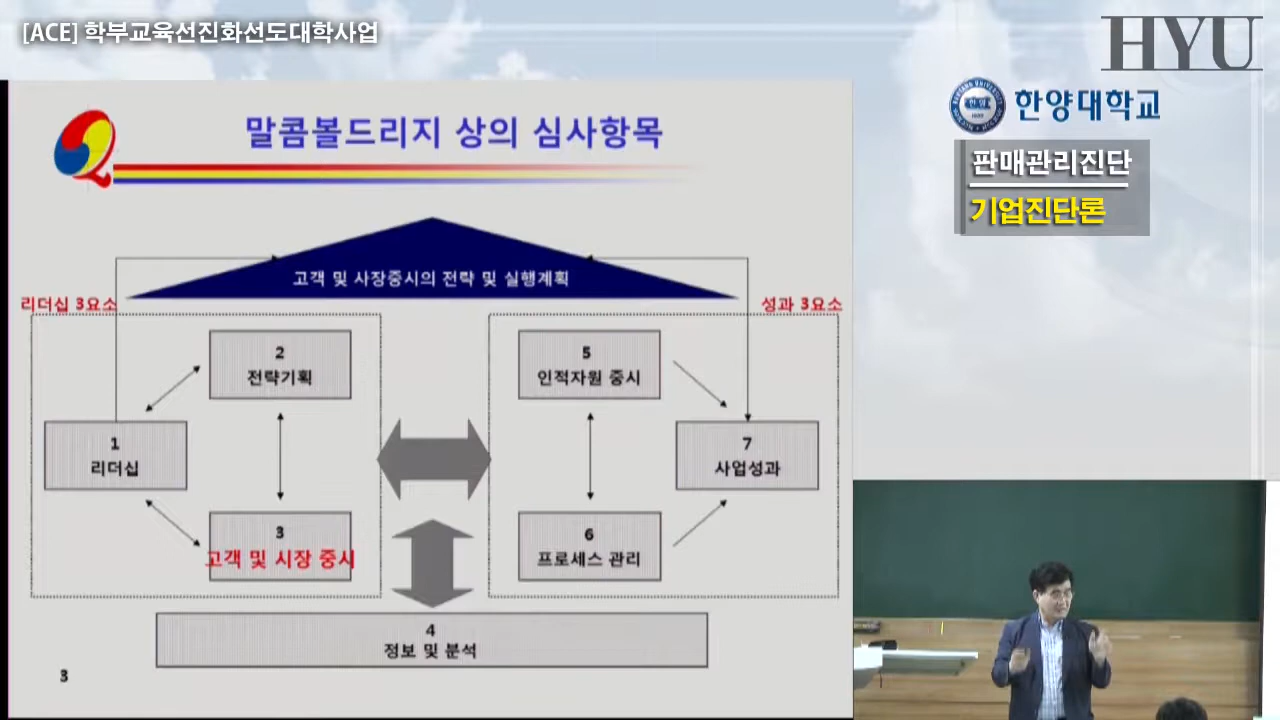 [ACE] 학부교육선진화선도대학사업
HYU
한양대학교
판매관리진단
기업진단론
말콤볼드리지 상의 심사항목
고객 및 사장중시의 전략 및 실행계획
리더십 3요소
성과 3요소
2
전략기획
5
인적자원 중시
1
리더십
7
사업성과
3
고객 및 시장 중시
6
프로세스 관리
4
정보 및 분석
3